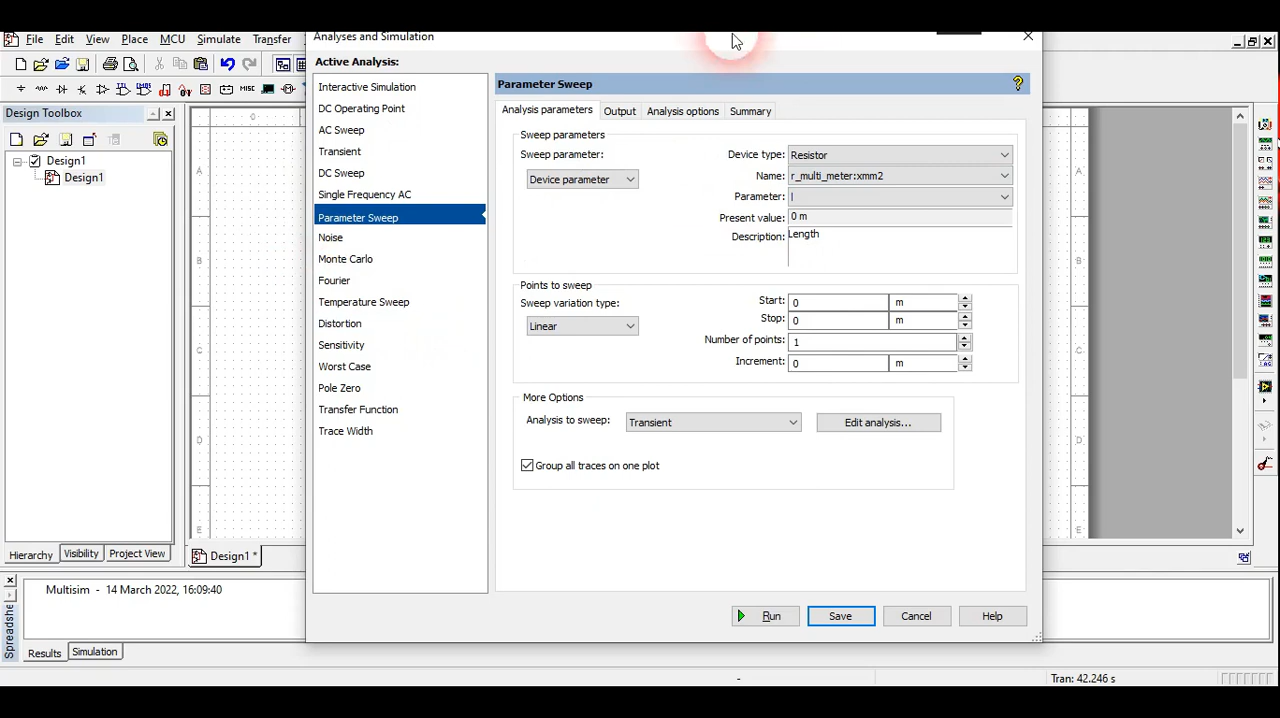 File Edit View Place MCU Simulate Transfer
Analyses and Simulation
Active Analysis:
Interactive Simulation
DC Operating Point
AC Sweep
Transient
DC Sweep
Single Frequency AC
Parameter Sweep
Noise
Monte Carlo
Fourier
Temperature Sweep
Distortion
Sensitivity
Worst Case
Pole Zero
Transfer Function
Trace Width
Parameter Sweep
Analysis parameters Output Analysis options Summary
Sweep parameters
Sweep parameter:
Device parameter
Device type: Resistor
Name: r_multi_meter:xmm2
Parameter: l
Present value: 0 m
Description: Length
Points to sweep
Sweep variation type:
Linear
Start: 0 m
Stop: 0 m
Number of points: 1
Increment: 0 m
More Options
Analysis to sweep: Transient Edit analysis...
Group all traces on one plot
Run Save Cancel Help
Design Toolbox
Design1
Design1
Hierarchy Visibility Project View
Design1 *
A
B
C
D
E
A
B
C
D
E
MISC
Multisim - 14 March 2022, 16:09:40
Spreadshe
Results Simulation
- Tran: 42.246 s